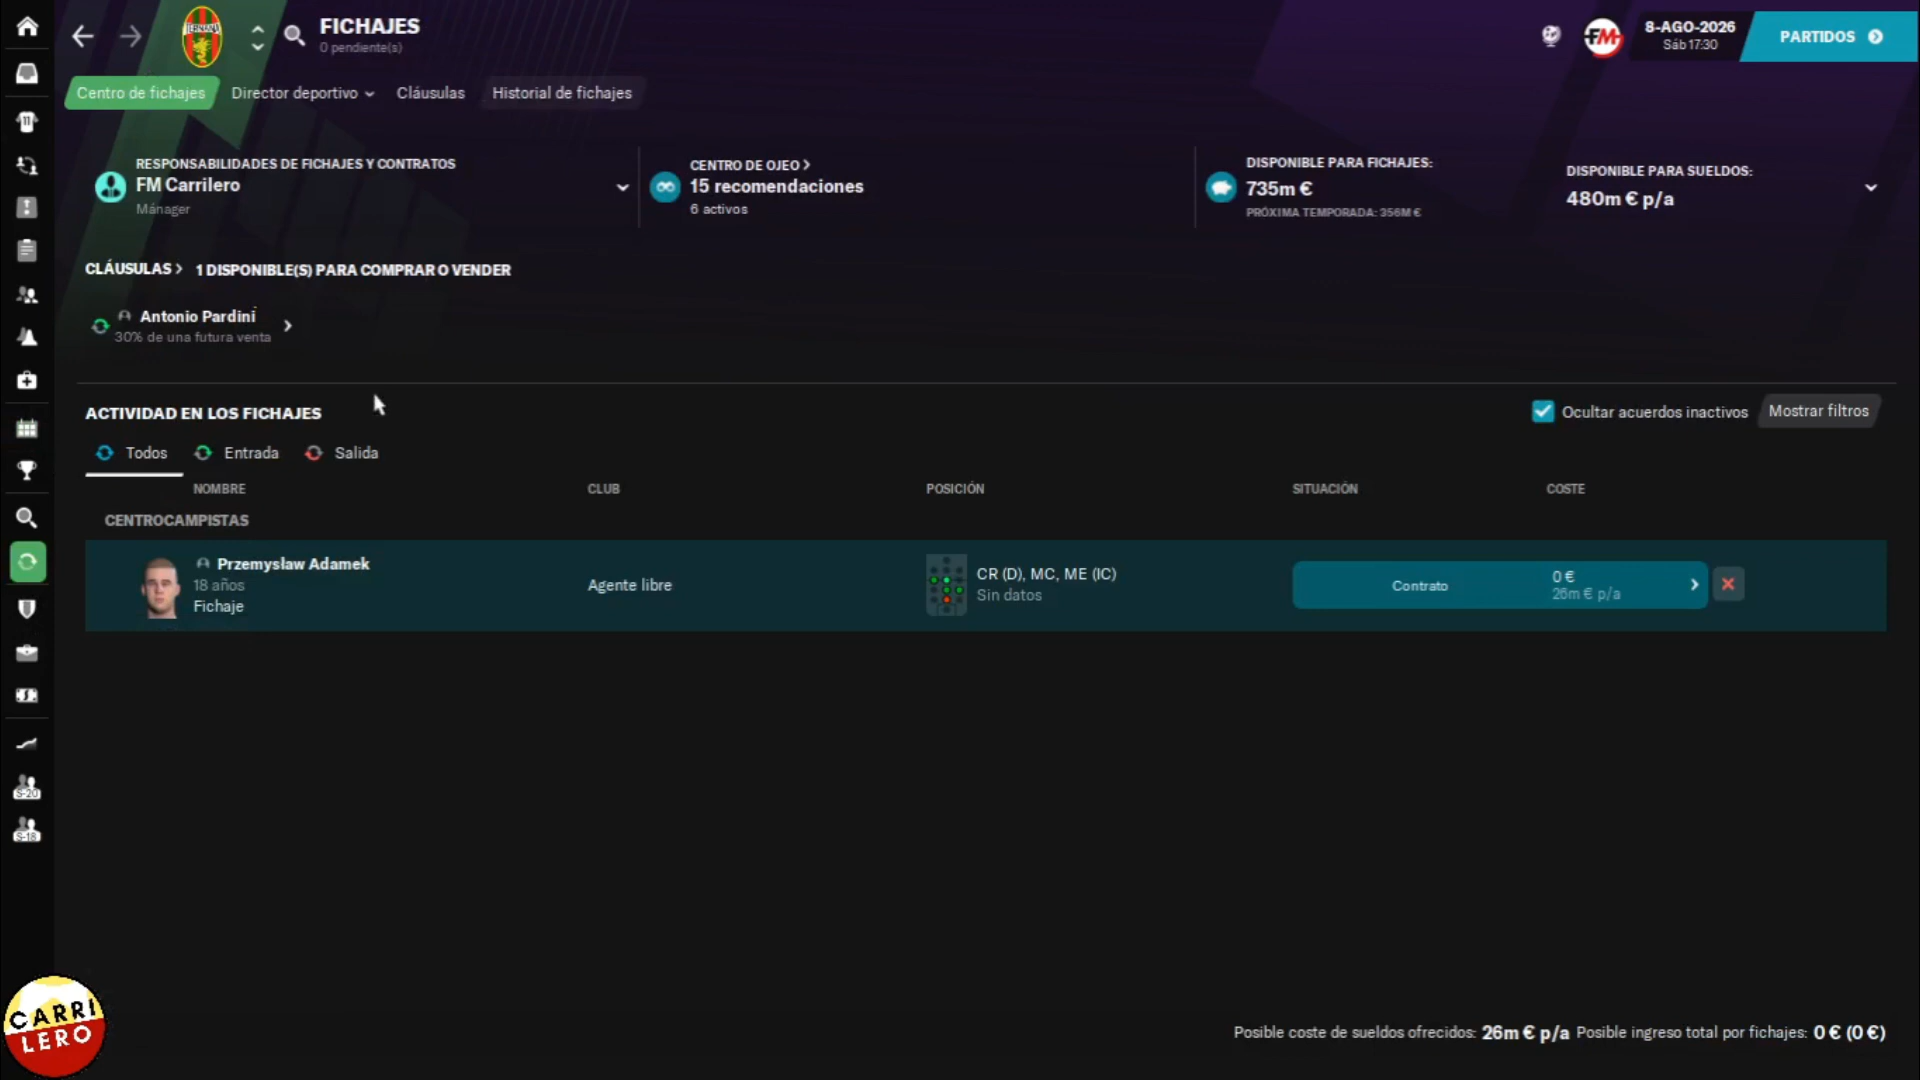 FICHAJES
0 pendiente(s)
8-AGO-2026
Sáb 17:30
PARTIDOS
Centro de fichajes
Director deportivo
Cláusulas
Historial de fichajes
RESPONSABILIDADES DE FICHAJES Y CONTRATOS
FM Carrilero
Mánager
CENTRO DE OJEO >
15 recomendaciones
6 activos
DISPONIBLE PARA FICHAJES:
735m €
PRÓXIMA TEMPORADA: 356M €
DISPONIBLE PARA SUELDOS:
480m € p/a
CLÁUSULAS > 1 DISPONIBLE(S) PARA COMPRAR O VENDER
Antonio Pardini
30% de una futura venta
ACTIVIDAD EN LOS FICHAJES
Ocultar acuerdos inactivos
Mostrar filtros
Todos
Entrada
Salida
NOMBRE
CLUB
POSICIÓN
SITUACIÓN
COSTE
CENTROCAMPISTAS
Przemysław Adamek
18 años
Fichaje
Agente libre
CR (D), MC, ME (IC)
Sin datos
Contrato
0 €
26m € p/a
S-20
S-18
CARRI
LERO
Posible coste de sueldos ofrecidos: 26m € p/a Posible ingreso total por fichajes: 0 € (0 €)